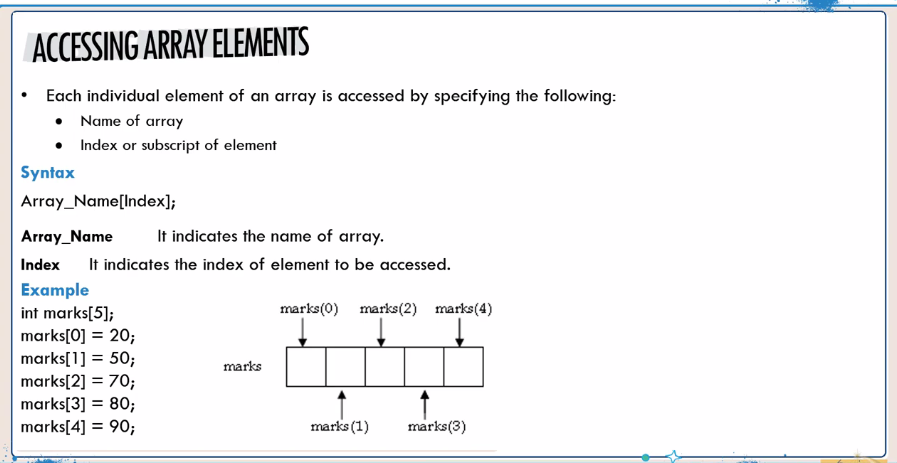 ACCESSING ARRAY ELEMENTS
• Each individual element of an array is accessed by specifying the following:
• Name of array
• Index or subscript of element
Syntax
Array_Name[Index];
Array_Name It indicates the name of array.
Index It indicates the index of element to be accessed.
Example
int marks[5];
marks[0] = 20;
marks[1] = 50;
marks[2] = 70;
marks[3] = 80;
marks[4] = 90;
marks(0) marks(2) marks(4)
marks
marks(1) marks(3)